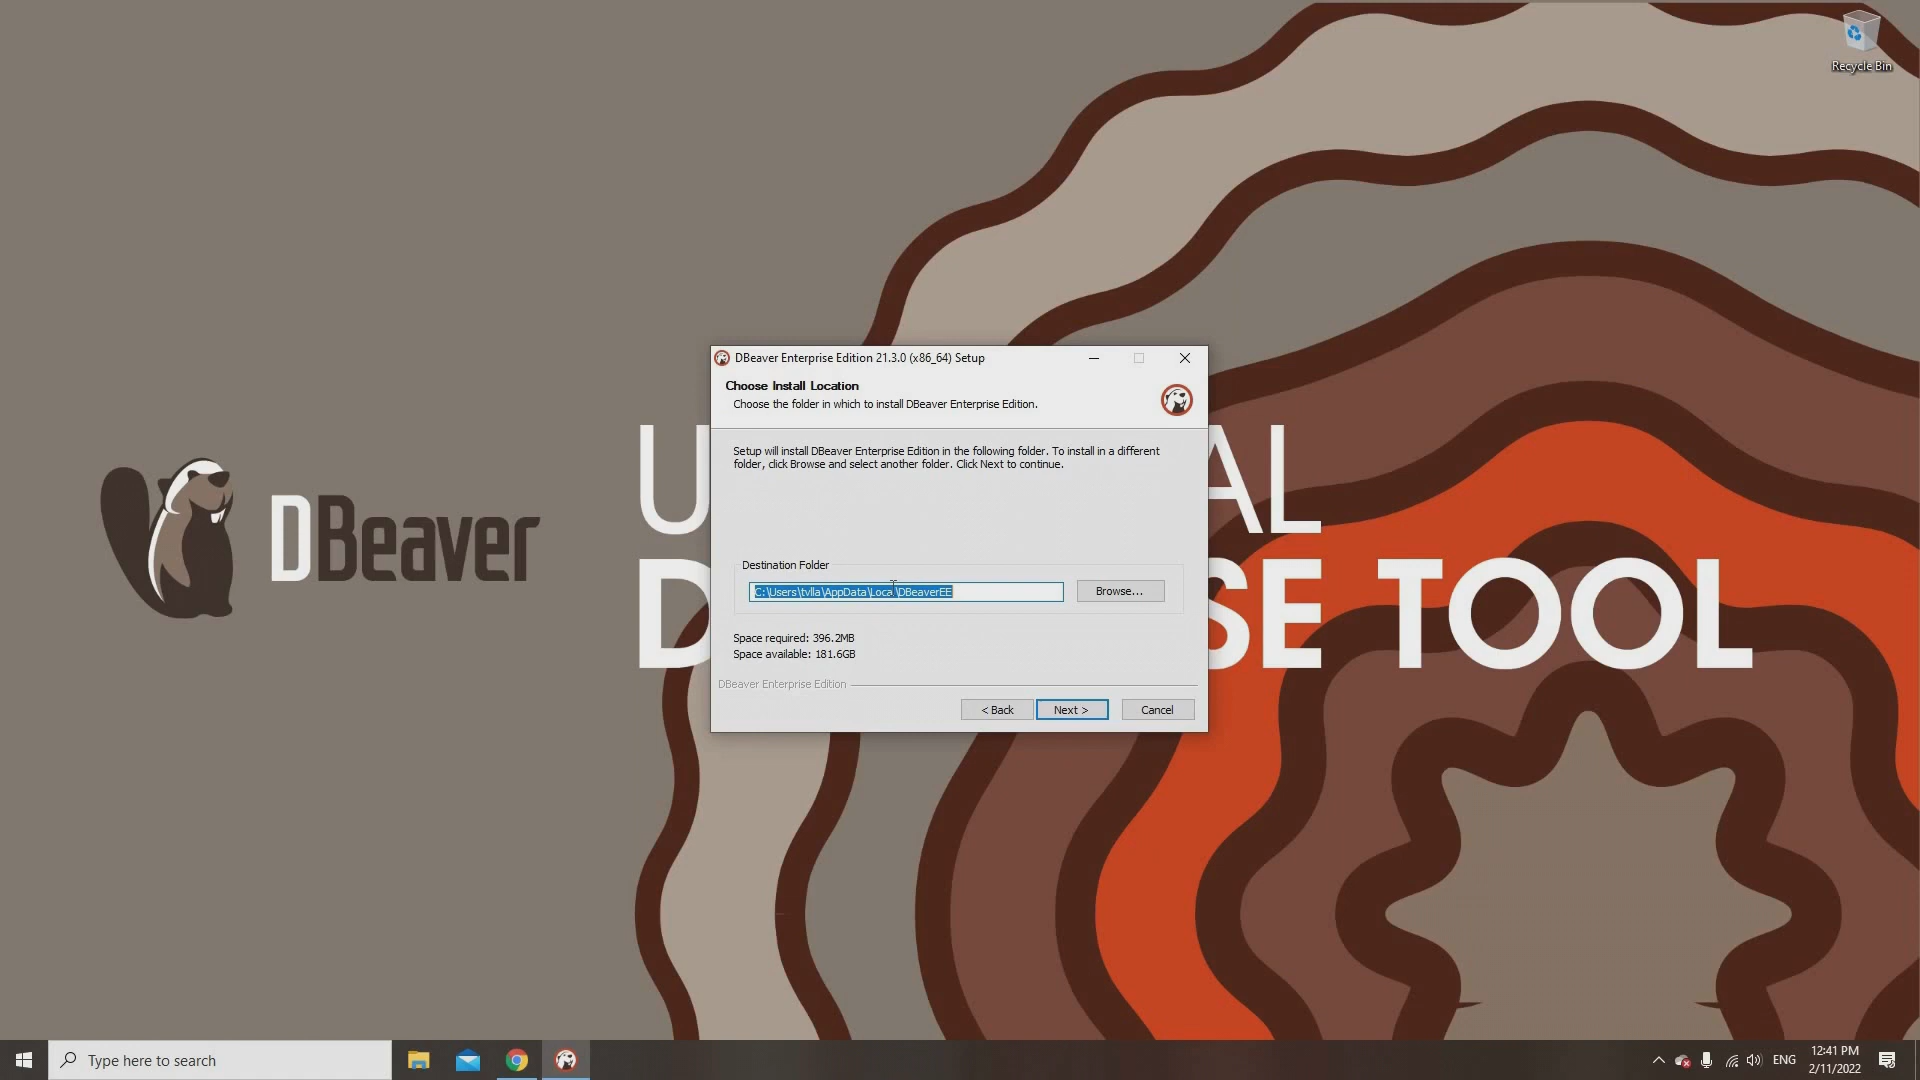 Recycle Bin
DBeaver
U
AL
D
SE TOOL
DBeaver Enterprise Edition 21.3.0 (x86_64) Setup
Choose Install Location
Choose the folder in which to install DBeaver Enterprise Edition.
Setup will install DBeaver Enterprise Edition in the following folder. To install in a different
folder, click Browse and select another folder. Click Next to continue.
Destination Folder
C:\Users\tvlla\AppData\Local\DBeaverEE
Browse...
Space required: 396.2MB
Space available: 181.6GB
DBeaver Enterprise Edition
< Back
Next >
Cancel
Type here to search
ENG
12:41 PM
2/11/2022